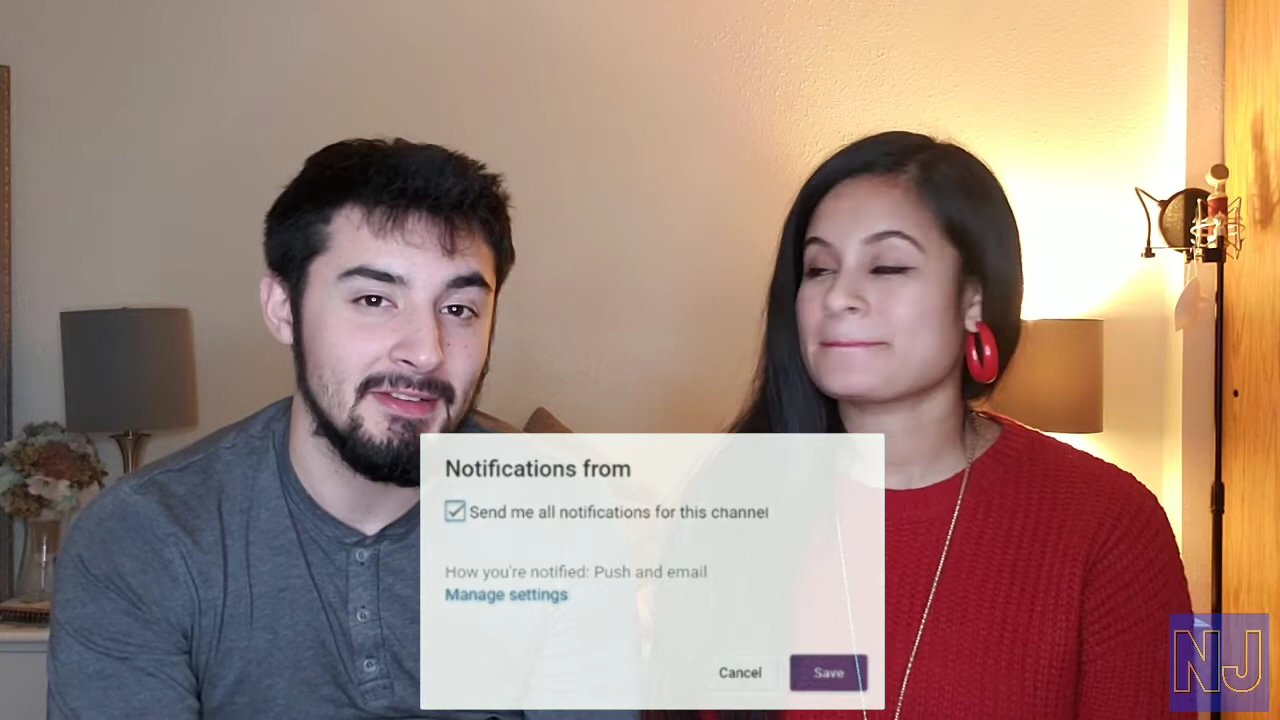 Notifications from
Send me all notifications for this channel
How you're notified: Push and email
Manage settings
Cancel
Save
NJ